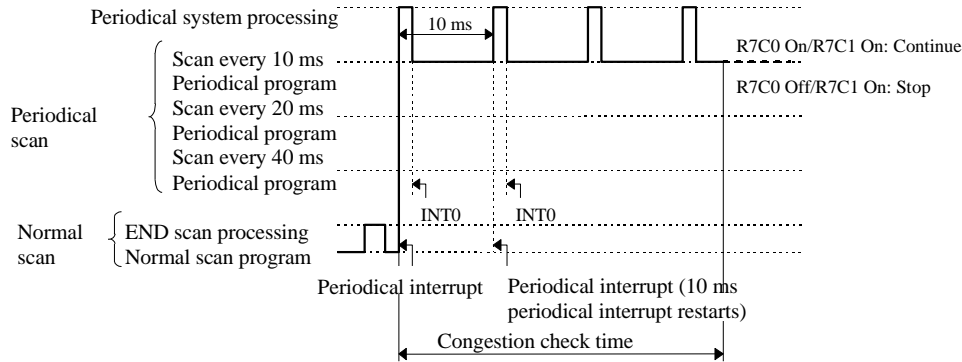 Periodical system processing
10 ms
R7C0 On/R7C1 On: Continue
Scan every 10 ms
Periodical program
R7C0 Off/R7C1 On: Stop
Scan every 20 ms
Periodical
scan
Periodical program
Scan every 40 ms
Periodical program
INT0
INT0
Normal
scan
END scan processing
Normal scan program
Periodical interrupt
Periodical interrupt (10 ms
periodical interrupt restarts)
Congestion check time